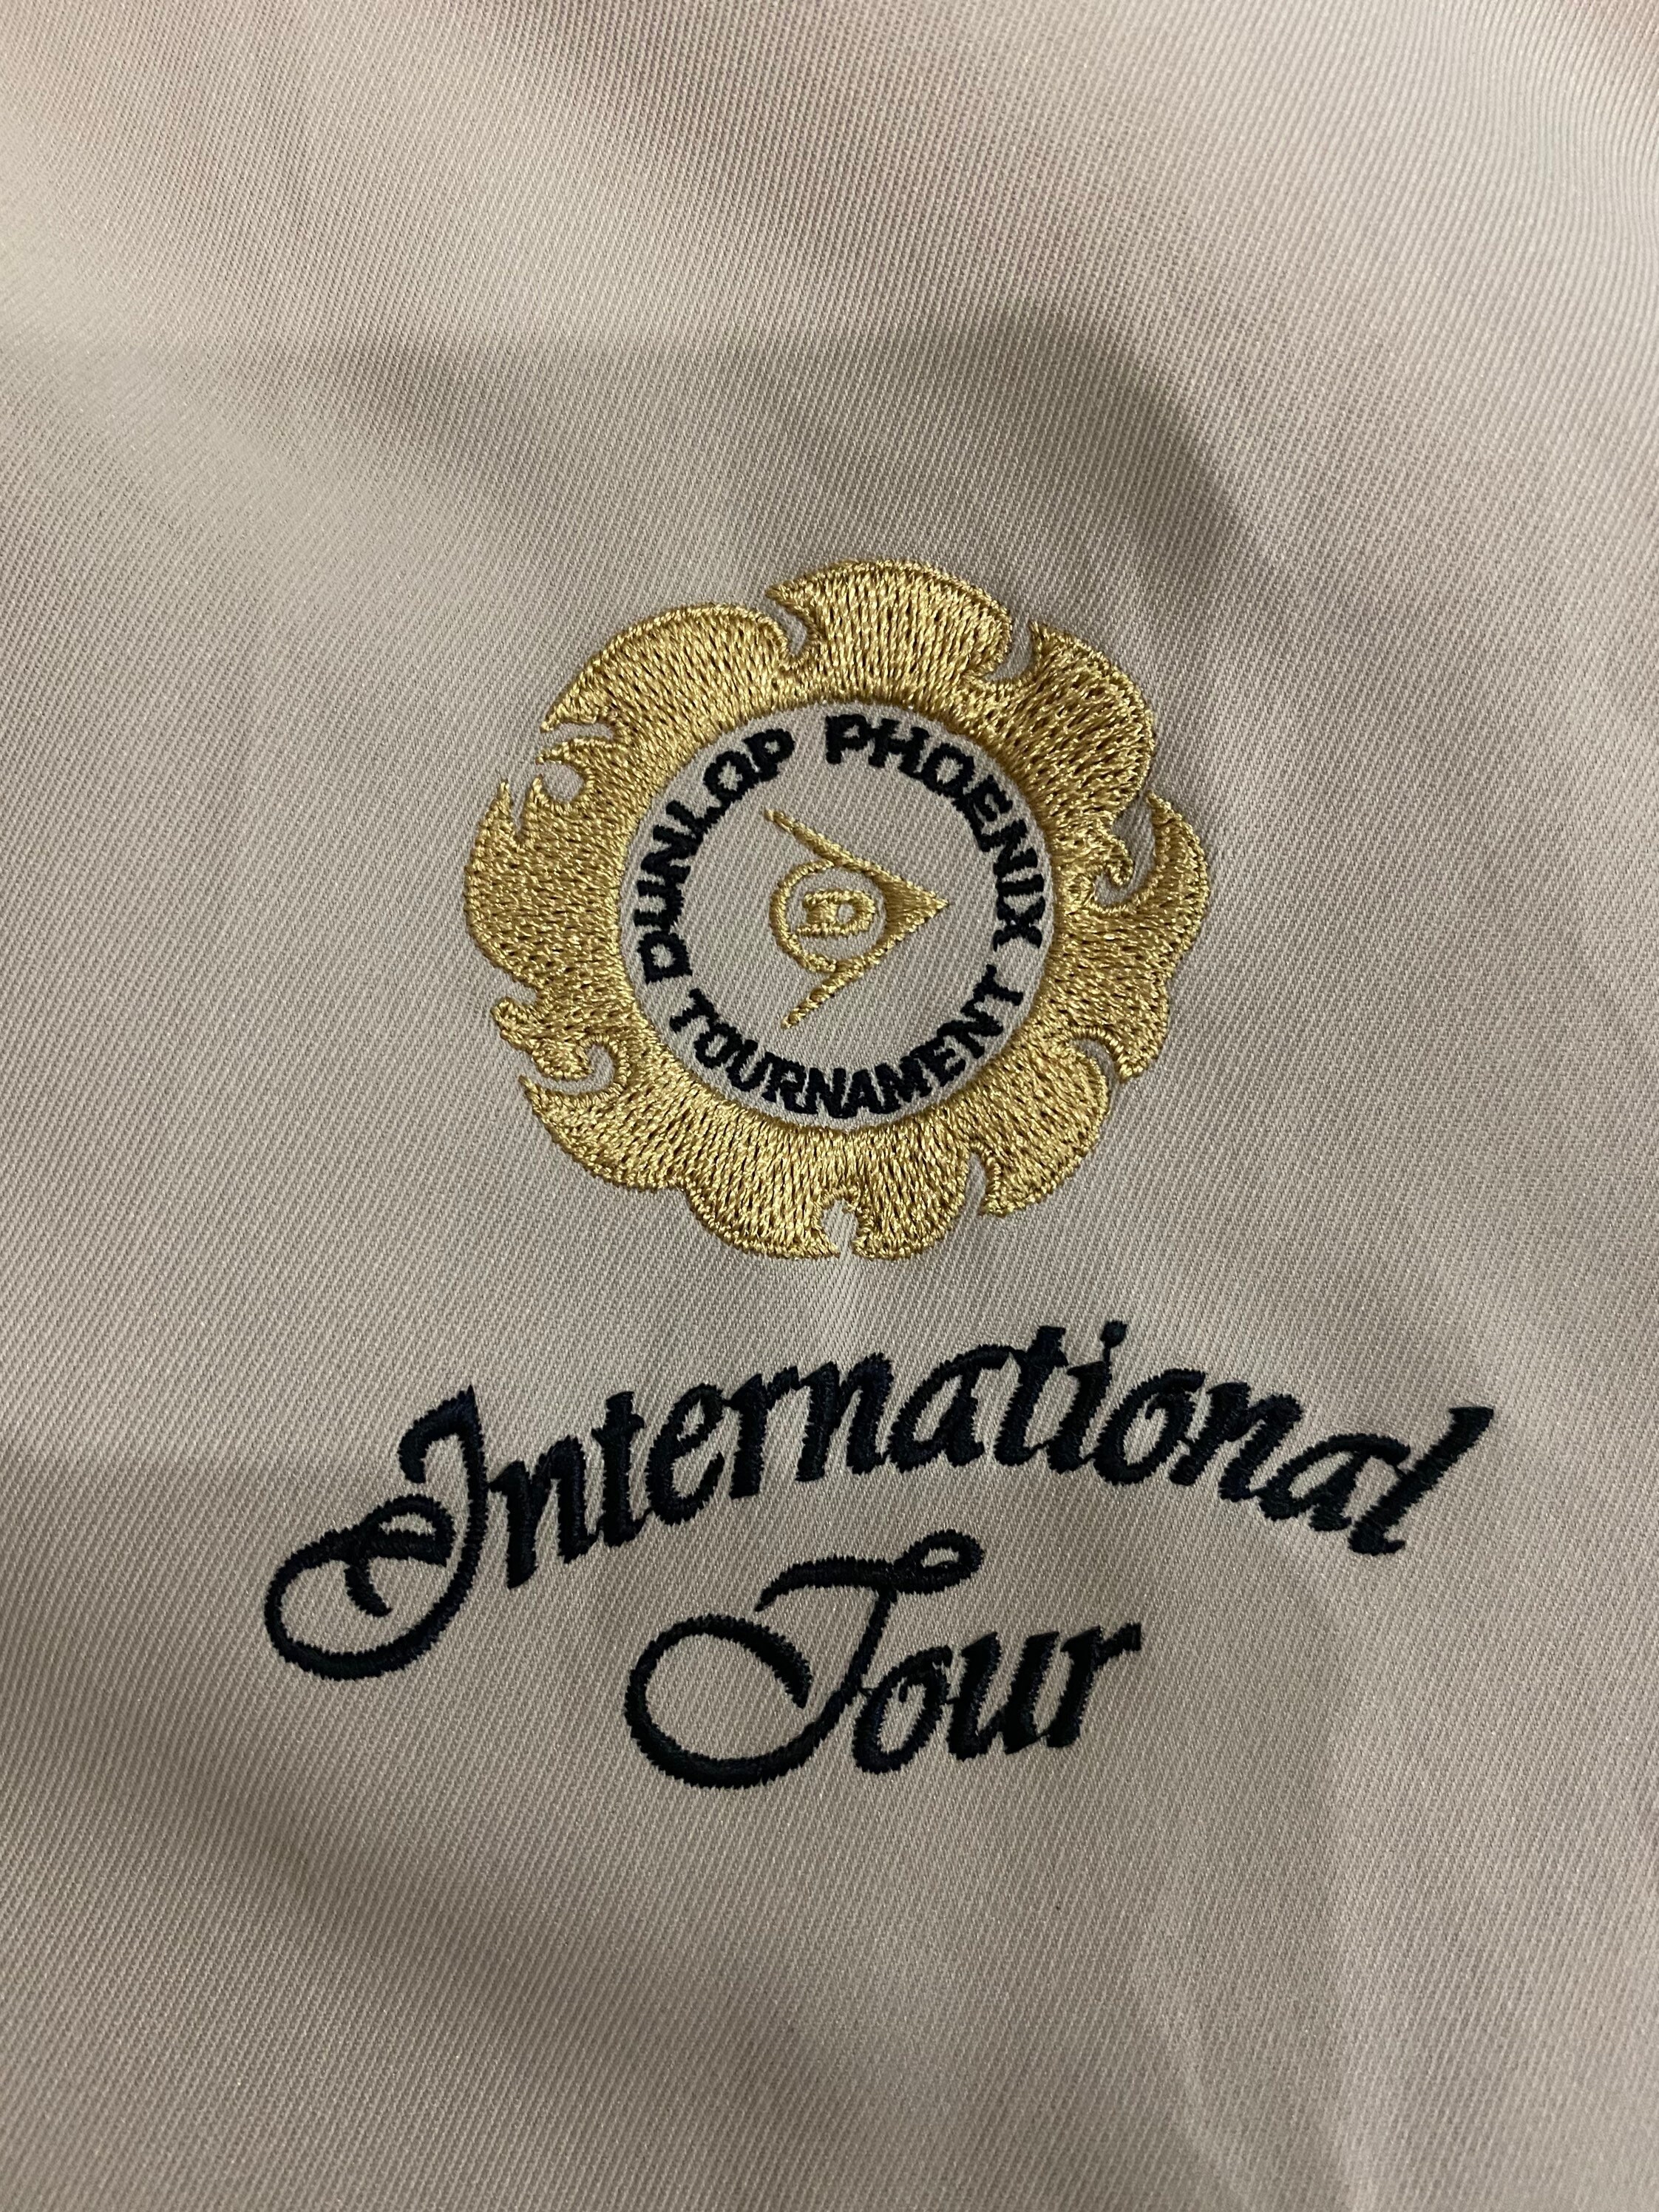 DUNLOP PHOENIX
TOURNAMENT
D
International
Tour